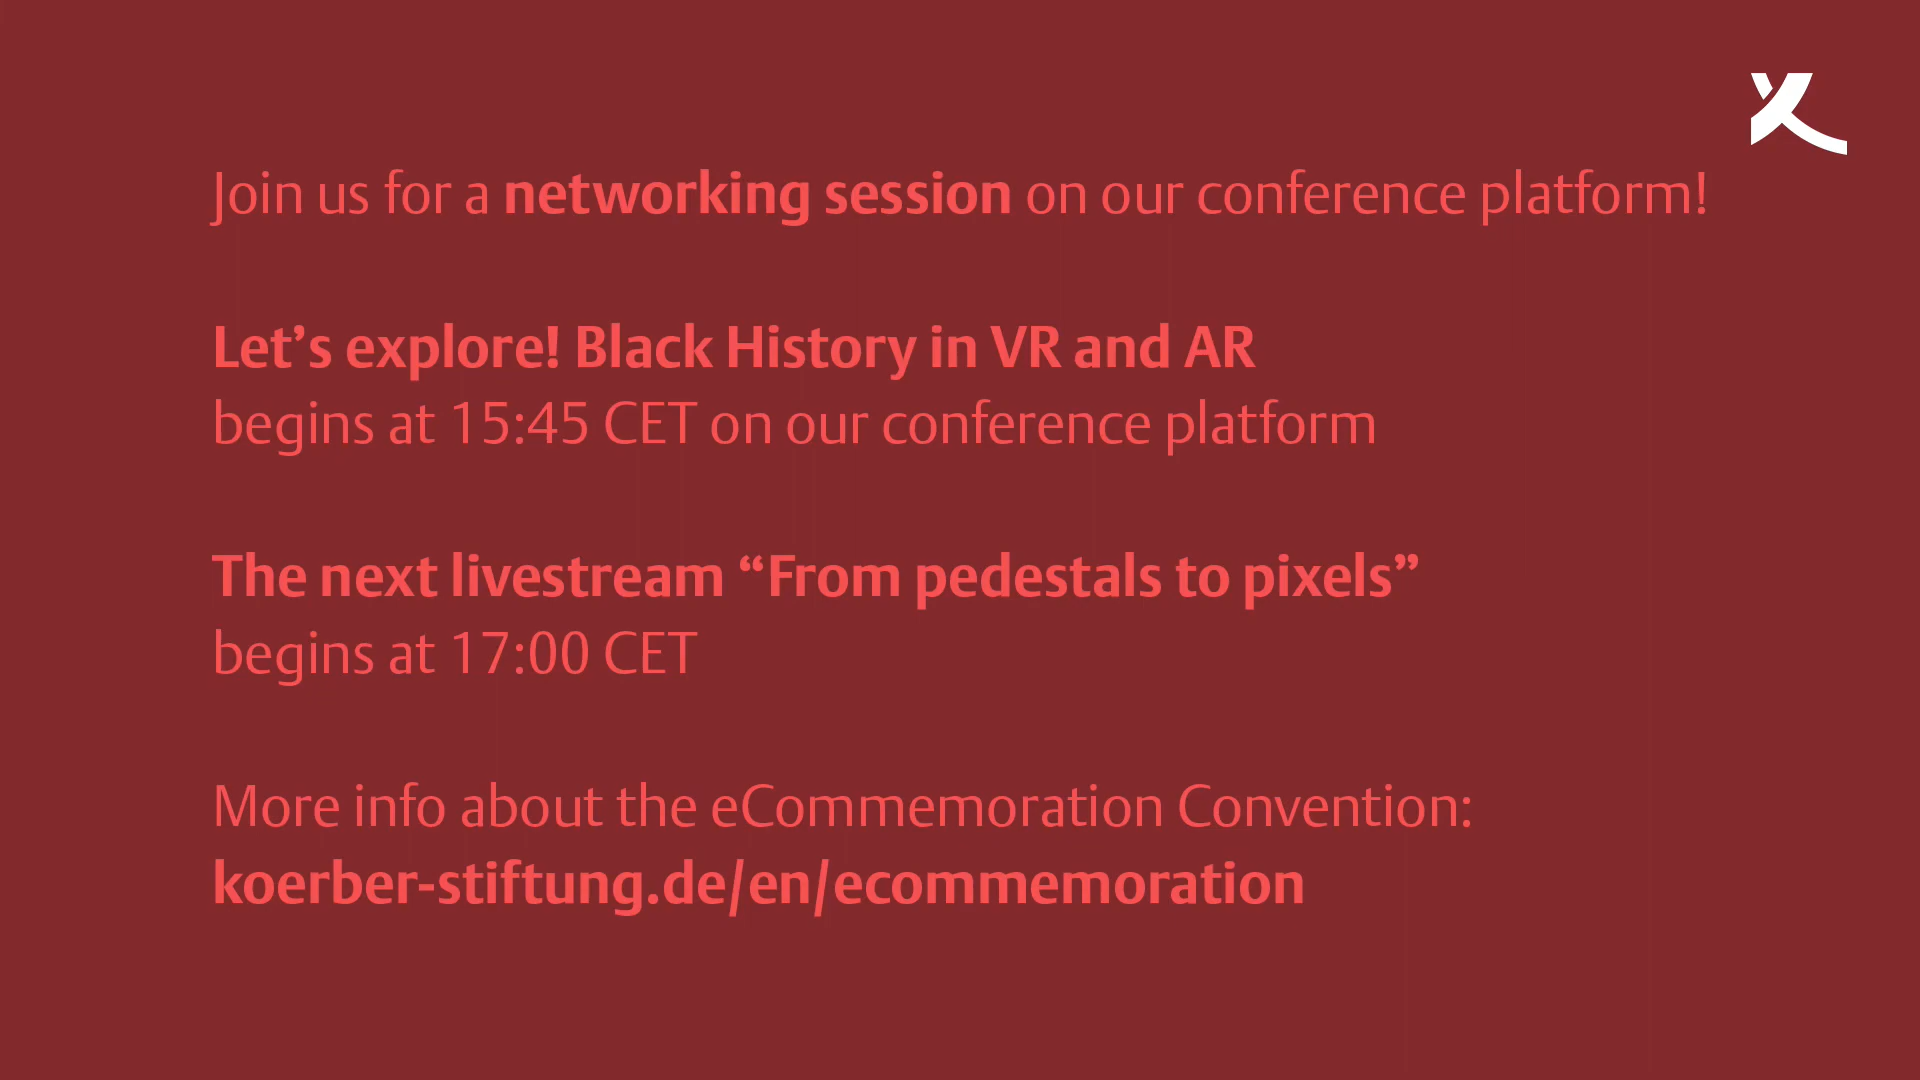 Join us for a networking session on our conference platform!
Let’s explore! Black History in VR and AR
begins at 15:45 CET on our conference platform
The next livestream “From pedestals to pixels”
begins at 17:00 CET
More info about the eCommemoration Convention:
koerber-stiftung.de/en/ecommemoration